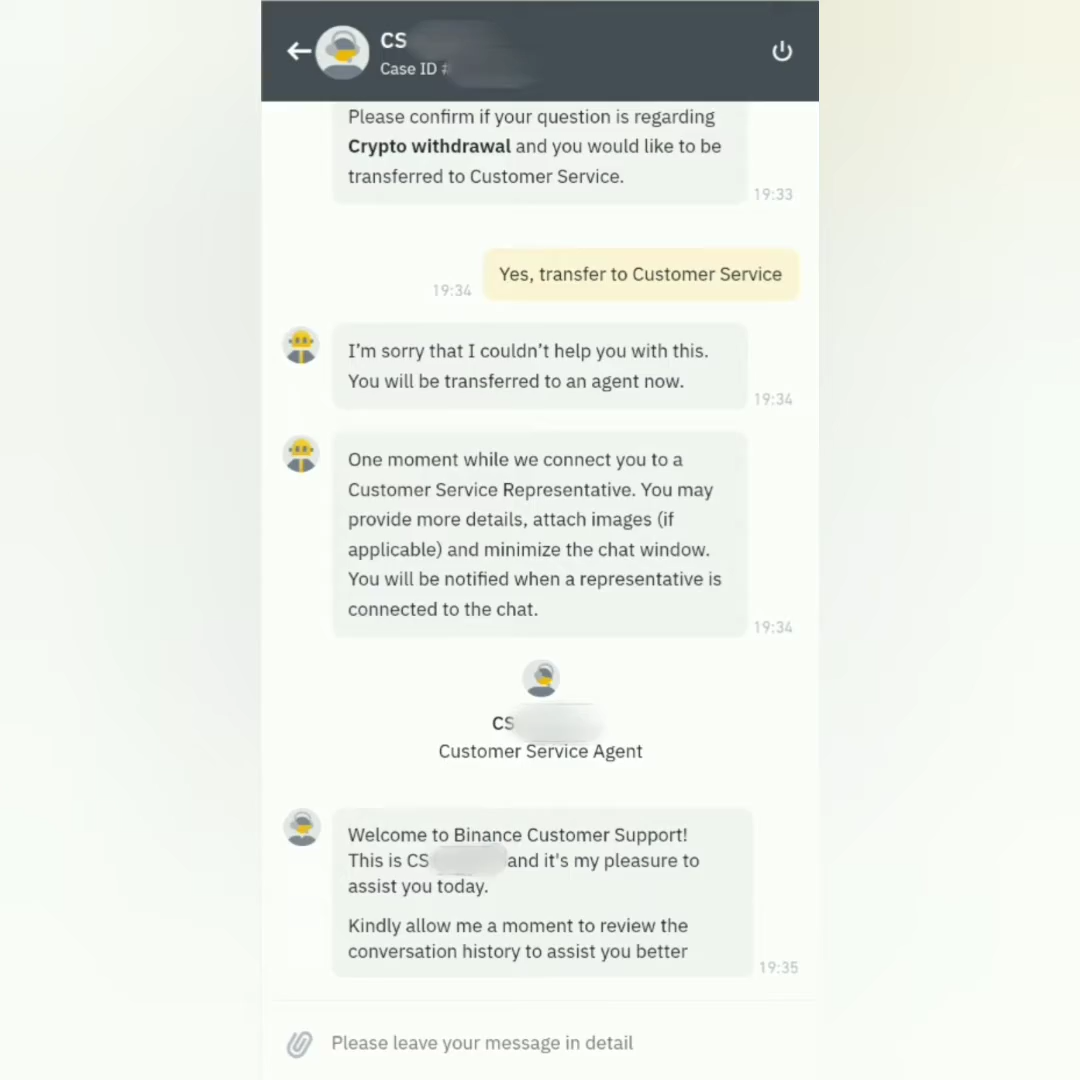 CS
Case ID #
Please confirm if your question is regarding
Crypto withdrawal and you would like to be
transferred to Customer Service.
19:33
Yes, transfer to Customer Service
19:34
I’m sorry that I couldn’t help you with this.
You will be transferred to an agent now.
19:34
One moment while we connect you to a
Customer Service Representative. You may
provide more details, attach images (if
applicable) and minimize the chat window.
You will be notified when a representative is
connected to the chat.
19:34
CS
Customer Service Agent
Welcome to Binance Customer Support!
This is CS and it's my pleasure to
assist you today.
Kindly allow me a moment to review the
conversation history to assist you better
19:35
Please leave your message in detail